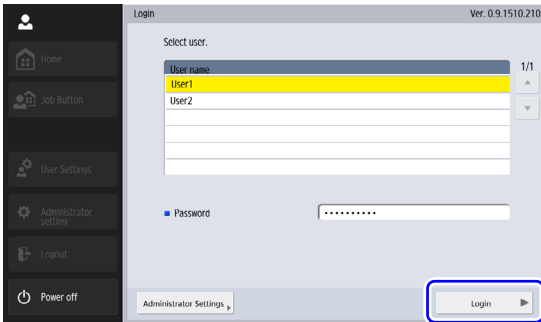 Login
Ver. 0.9.1510.210
Select user.
User name
1/1
User1
User2
Password
••••••••••
Administrator Settings
Login
Home
Job Button
User Settings
Administrator
setting
Logout
Power off